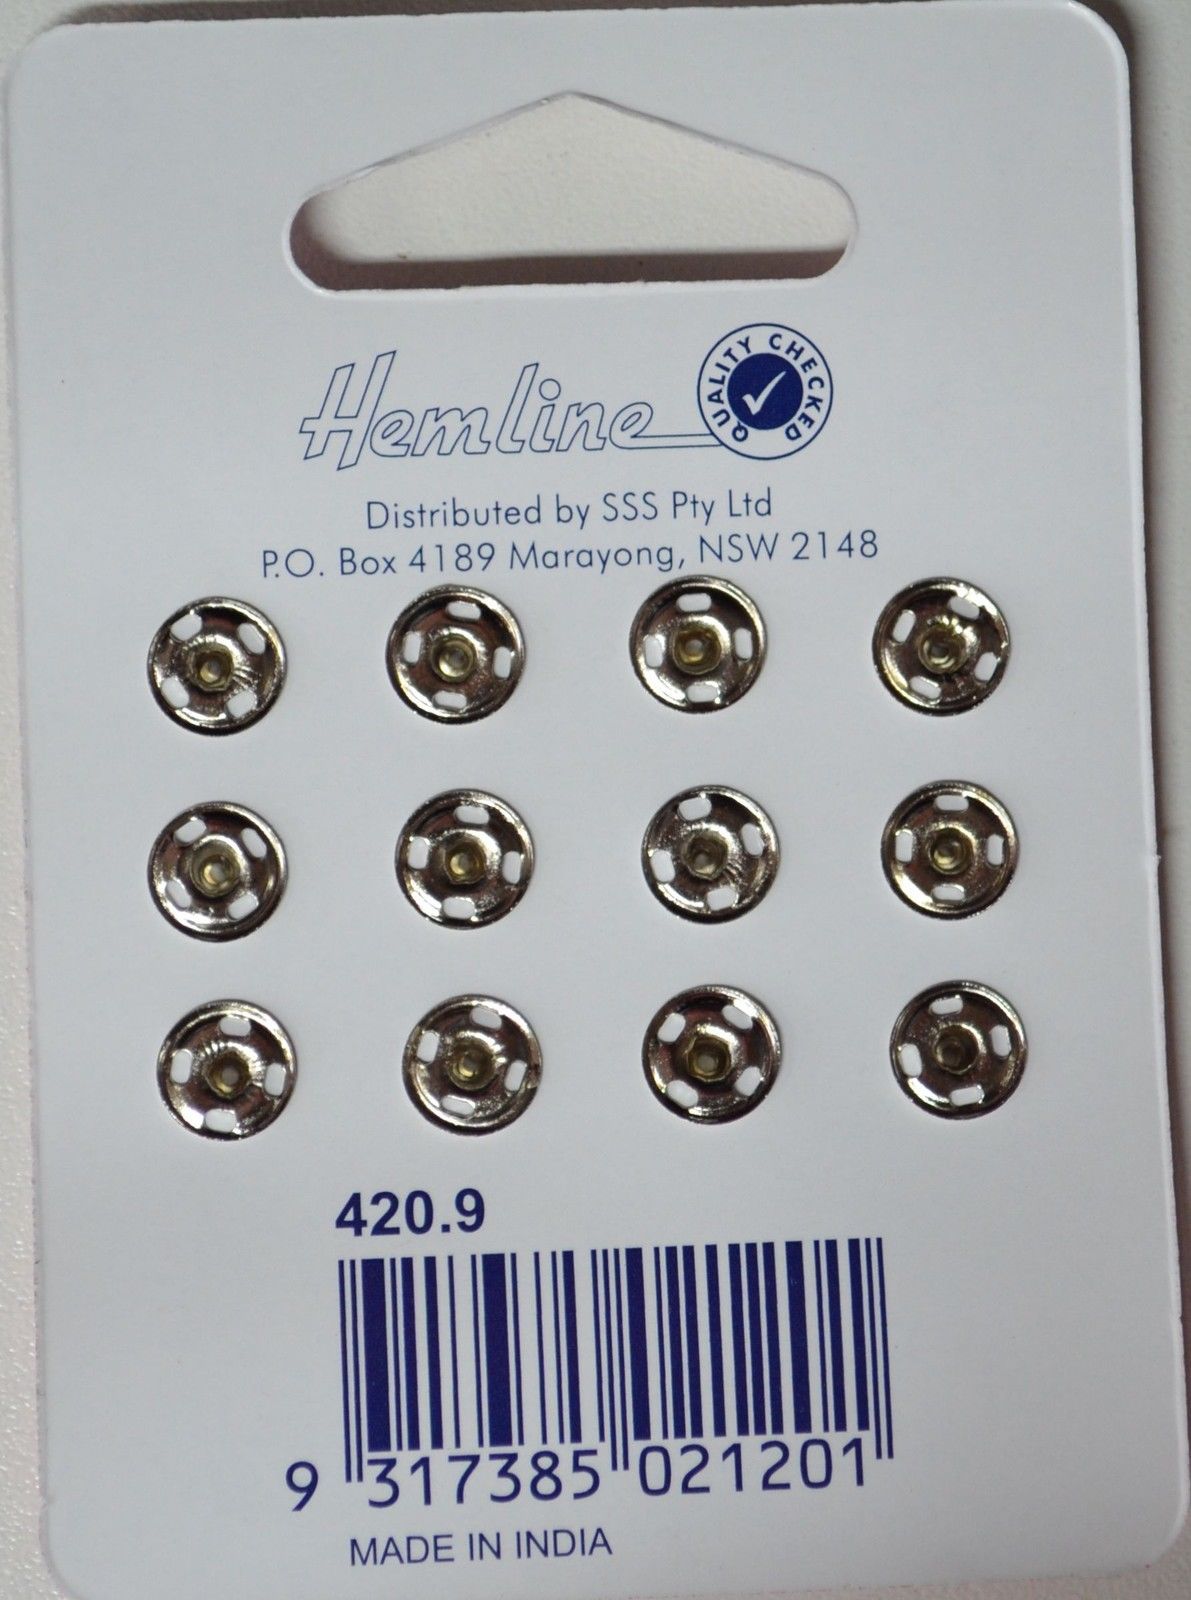 Hemline
QUALITY CHECKED
Distributed by SSS Pty Ltd
P.O. Box 4189 Marayong, NSW 2148
420.9
9 317385 021201
MADE IN INDIA